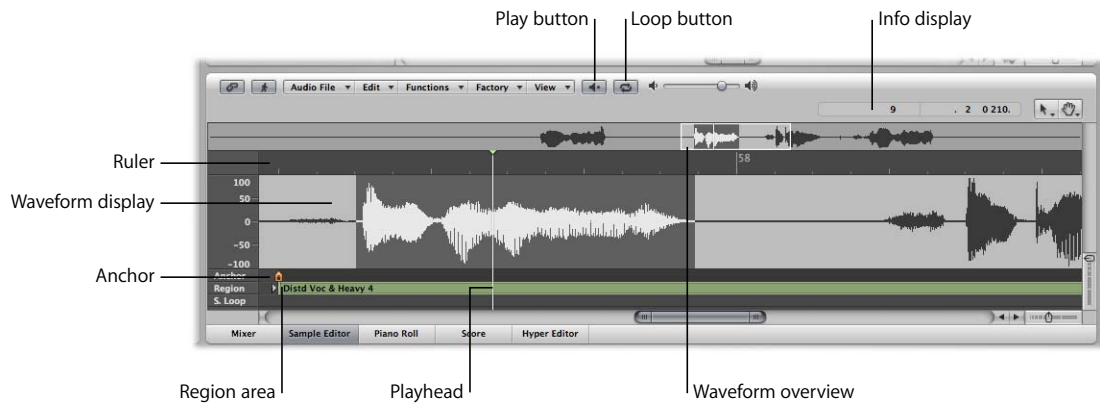 Play button
Loop button
Info display
Audio File
Edit
Functions
Factory
View
9 . 2 0 210.
Ruler
58
Waveform display
100
50
0
-50
-100
Anchor
Anchor
Region
Distd Voc & Heavy 4
S. Loop
Mixer
Sample Editor
Piano Roll
Score
Hyper Editor
Region area
Playhead
Waveform overview